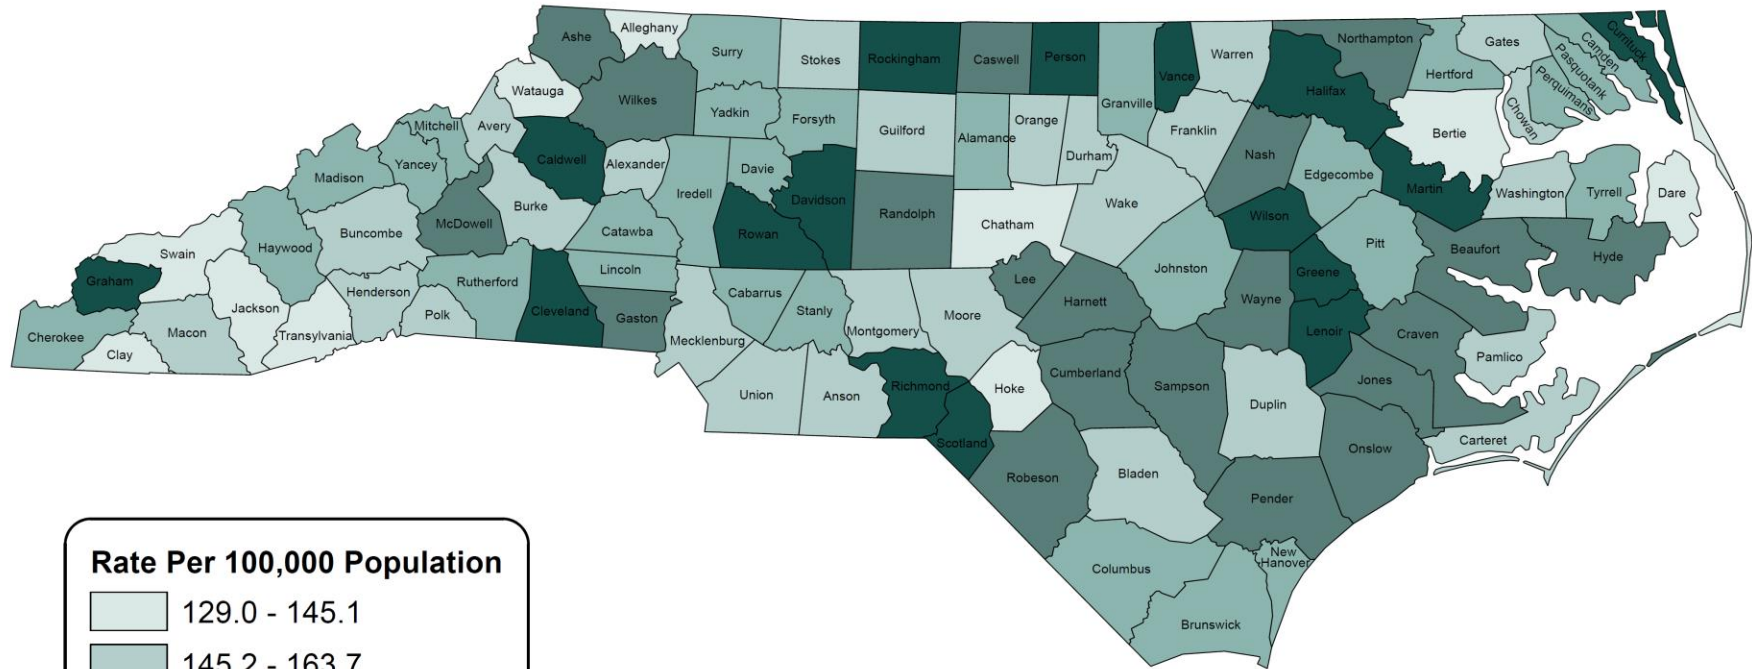 Ashe
Alleghany
Surry
Stokes
Rockingham
Caswell
Person
Granville
Vance
Warren
Northampton
Gates
Hertford
Currituck
Camden
Pasquotank
Perquimans
Chowan
Watauga
Wilkes
Yadkin
Forsyth
Guilford
Alamance
Orange
Durham
Franklin
Halifax
Bertie
Mitchell
Avery
Caldwell
Alexander
Iredell
Davie
Davidson
Randolph
Chatham
Wake
Nash
Edgecombe
Martin
Washington
Tyrrell
Dare
Madison
Yancey
McDowell
Burke
Catawba
Rowan
Wilson
Pitt
Beaufort
Hyde
Swain
Haywood
Buncombe
Rutherford
Lincoln
Cabarrus
Stanly
Montgomery
Moore
Lee
Harnett
Johnston
Wayne
Greene
Graham
Jackson
Henderson
Polk
Cleveland
Gaston
Mecklenburg
Lenoir
Craven
Pamlico
Cherokee
Clay
Macon
Transylvania
Union
Anson
Richmond
Scotland
Hoke
Cumberland
Sampson
Duplin
Jones
Carteret
Onslow
Robeson
Bladen
Pender
Columbus
New
Hanover
Brunswick
Rate Per 100,000 Population
129.0 - 145.1
145.2 - 163.7